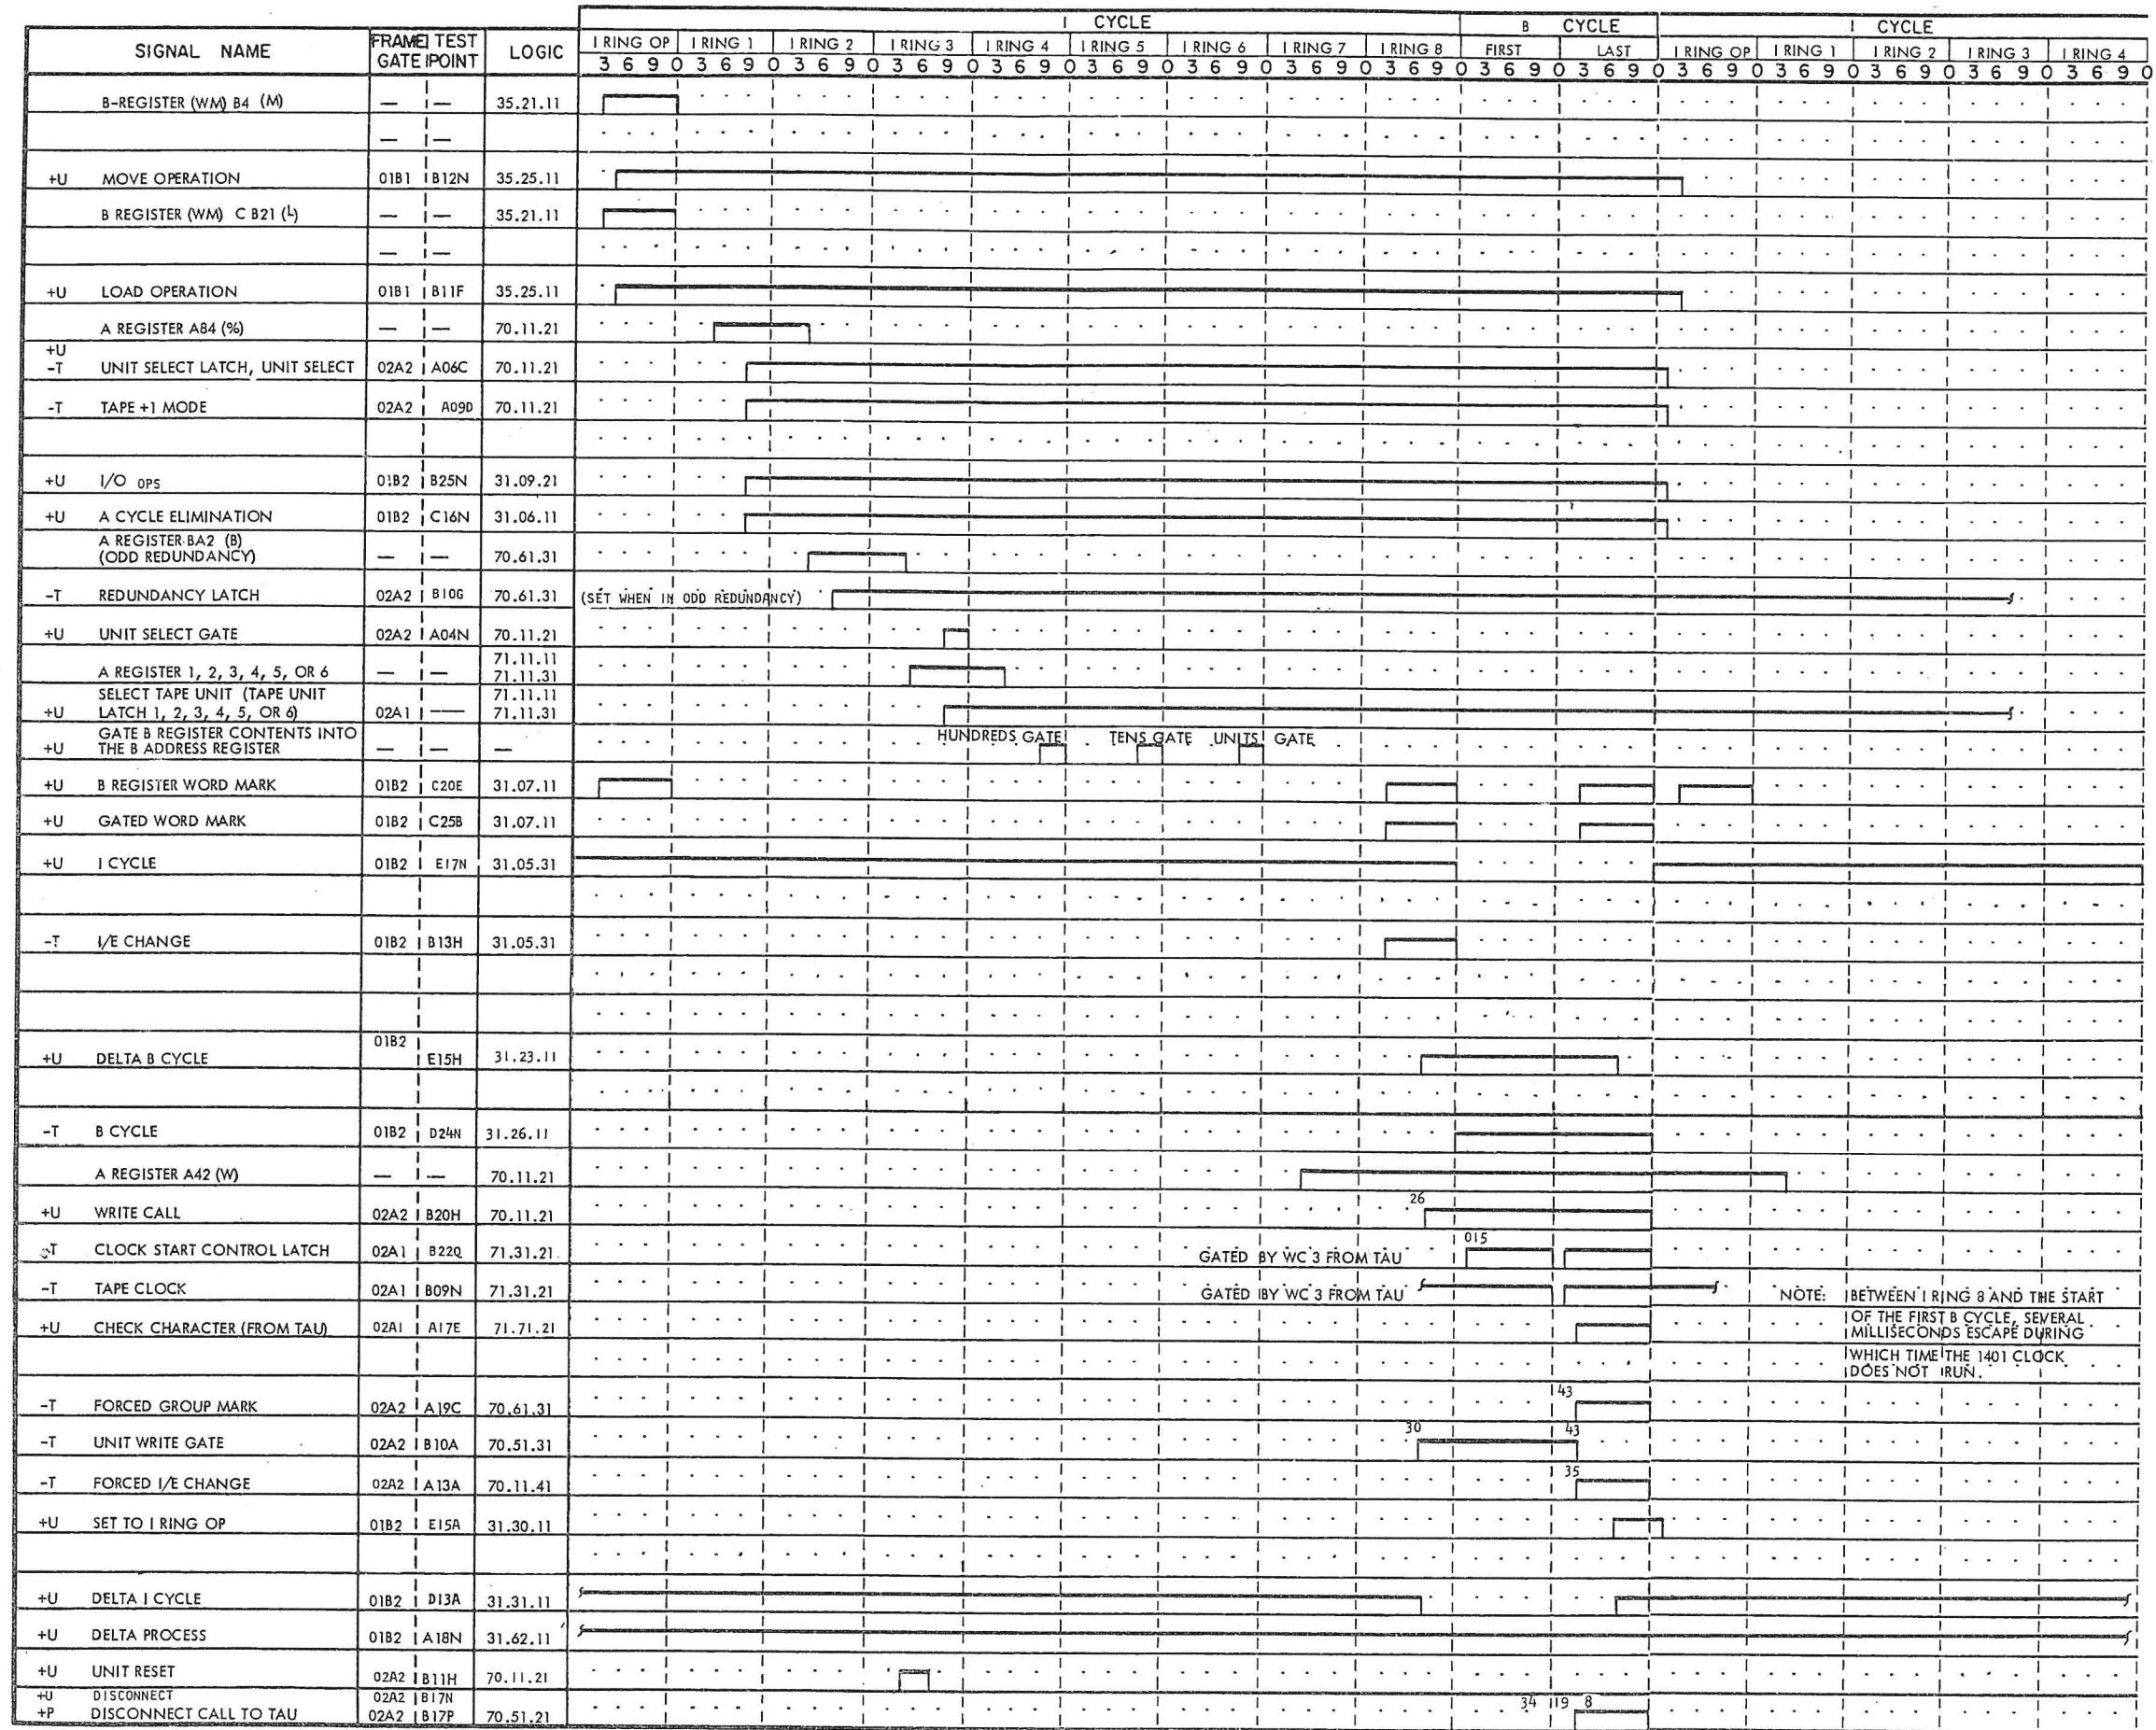 I CYCLE B CYCLE I CYCLE
SIGNAL NAME FRAME GATE TEST POINT LOGIC I RING OP I RING 1 I RING 2 I RING 3 I RING 4 I RING 5 I RING 6 I RING 7 I RING 8 FIRST LAST I RING OP I RING 1 I RING 2 I RING 3 I RING 4
3 6 9 0 3 6 9 0 3 6 9 0 3 6 9 0 3 6 9 0 3 6 9 0 3 6 9 0 3 6 9 0 3 6 9 0 3 6 9 0 3 6 9 0 3 6 9 0 3 6 9 0 3 6 9 0 3 6 9 0 3 6 9 0
B-REGISTER (WM) B4 (M) — — 35.21.11
— —
+U MOVE OPERATION 01B1 B12N 35.25.11
B REGISTER (WM) C B21 (L) — — 35.21.11
— —
+U LOAD OPERATION 01B1 B11F 35.25.11
A REGISTER A84 (%) — — 70.11.21
+U
-T UNIT SELECT LATCH, UNIT SELECT 02A2 A06C 70.11.21
-T TAPE +1 MODE 02A2 A09D 70.11.21
+U I/O OPS 01B2 B25N 31.09.21
+U A CYCLE ELIMINATION 01B2 C16N 31.06.11
A REGISTER BA2 (B)
(ODD REDUNDANCY) — — 70.61.31
-T REDUNDANCY LATCH 02A2 B10G 70.61.31 (SET WHEN IN ODD REDUNDANCY)
+U UNIT SELECT GATE 02A2 A04N 70.11.21
71.11.11
A REGISTER 1, 2, 3, 4, 5, OR 6 — — 71.11.31
SELECT TAPE UNIT (TAPE UNIT 71.11.11
+U LATCH 1, 2, 3, 4, 5, OR 6) 02A1 — 71.11.31
GATE B REGISTER CONTENTS INTO HUNDREDS GATE TENS GATE UNITS GATE
+U THE B ADDRESS REGISTER — — —
+U B REGISTER WORD MARK 01B2 C20E 31.07.11
+U GATED WORD MARK 01B2 C25B 31.07.11
+U I CYCLE 01B2 E17N 31.05.31
-T I/E CHANGE 01B2 B13H 31.05.31
01B2
+U DELTA B CYCLE E15H 31.23.11
-T B CYCLE 01B2 D24N 31.26.11
A REGISTER A42 (W) — — 70.11.21
26
+U WRITE CALL 02A2 B20H 70.11.21
015
-T CLOCK START CONTROL LATCH 02A1 B22Q 71.31.21 GATED BY WC 3 FROM TAU
-T TAPE CLOCK 02A1 B09N 71.31.21 GATED BY WC 3 FROM TAU NOTE: BETWEEN I RING 8 AND THE START
+U CHECK CHARACTER (FROM TAU) 02A1 A17E 71.71.21 OF THE FIRST B CYCLE, SEVERAL
MILLISECONDS ESCAPE DURING
WHICH TIME THE 1401 CLOCK
DOES NOT RUN.
43
-T FORCED GROUP MARK 02A2 A19C 70.61.31
30 43
-T UNIT WRITE GATE 02A2 B10A 70.51.31
35
-T FORCED I/E CHANGE 02A2 A13A 70.11.41
+U SET TO I RING OP 01B2 E15A 31.30.11
+U DELTA I CYCLE 01B2 D13A 31.31.11
+U DELTA PROCESS 01B2 A18N 31.62.11
+U UNIT RESET 02A2 B11H 70.11.21
+U DISCONNECT 02A2 B17N 34 19 8
+P DISCONNECT CALL TO TAU 02A2 B17P 70.51.21